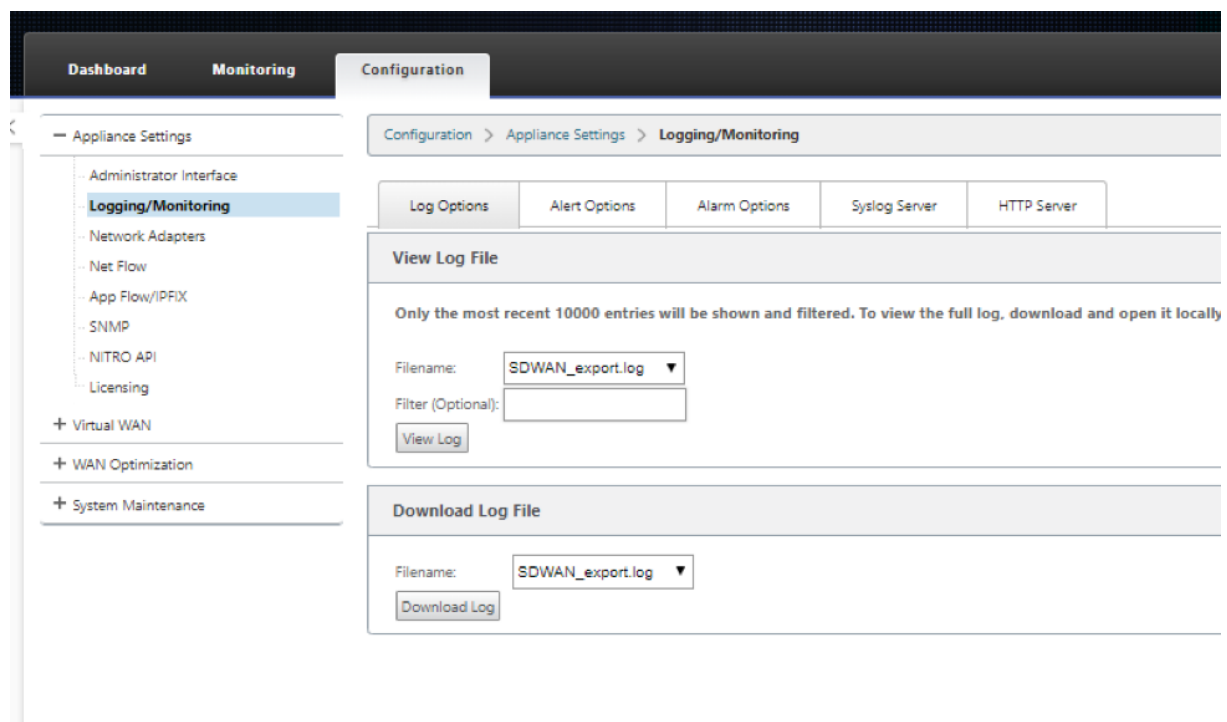 Dashboard Monitoring Configuration
Appliance Settings
Administrator Interface
Logging/Monitoring
Network Adapters
Net Flow
App Flow/IPFIX
SNMP
NITRO API
Licensing
Virtual WAN
WAN Optimization
System Maintenance
Configuration > Appliance Settings > Logging/Monitoring
Log Options Alert Options Alarm Options Syslog Server HTTP Server
View Log File
Only the most recent 10000 entries will be shown and filtered. To view the full log, download and open it locally
Filename: SDWAN_export.log
Filter (Optional):
View Log
Download Log File
Filename: SDWAN_export.log
Download Log